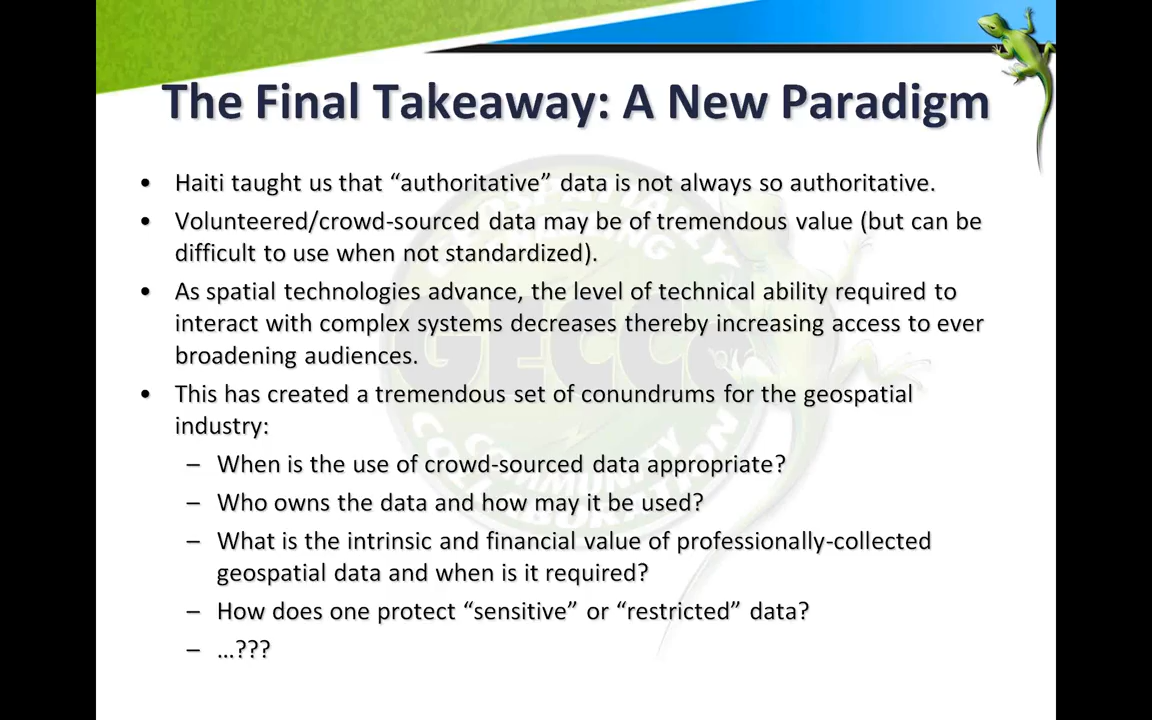 The Final Takeaway: A New Paradigm
• Haiti taught us that “authoritative” data is not always so authoritative.
• Volunteered/crowd-sourced data may be of tremendous value (but can be
difficult to use when not standardized).
• As spatial technologies advance, the level of technical ability required to
interact with complex systems decreases thereby increasing access to ever
broadening audiences.
• This has created a tremendous set of conundrums for the geospatial
industry:
– When is the use of crowd-sourced data appropriate?
– Who owns the data and how may it be used?
– What is the intrinsic and financial value of professionally-collected
geospatial data and when is it required?
– How does one protect “sensitive” or “restricted” data?
– …???
GECCo
COMMUNITY
COLLABORATION